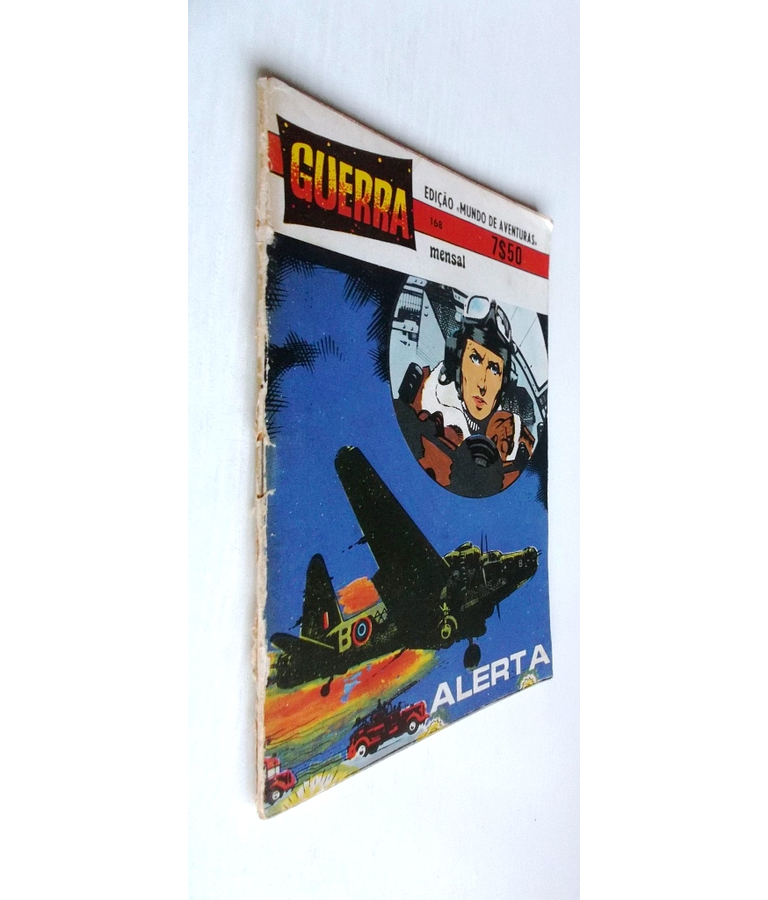 GUERRA
EDIÇÃO «MUNDO DE AVENTURAS»
168
7$50
mensal
B
B
ALERTA